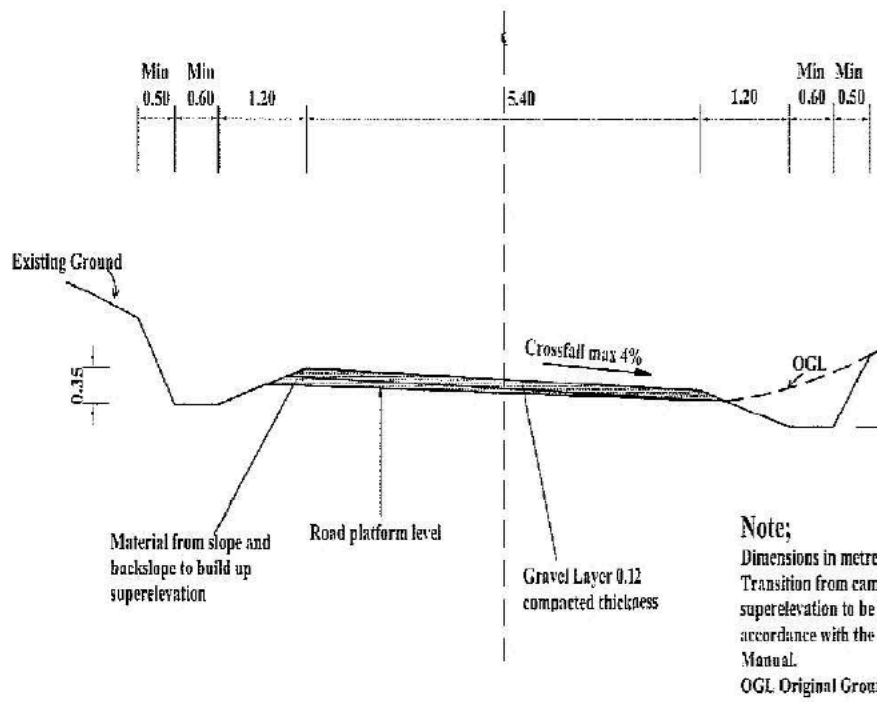 Min Min
0.50 0.60 1.20 5.40 1.20
Min Min
0.60 0.50
Existing Ground
Crossfall max 4%
OGL
0.35
Material from slope and
backslope to build up
superelevation
Road platform level
Gravel Layer 0.12
compacted thickness
Note;
Dimensions in metre
Transition from cam
superelevation to be
accordance with the
Manual.
OGL Original Groun